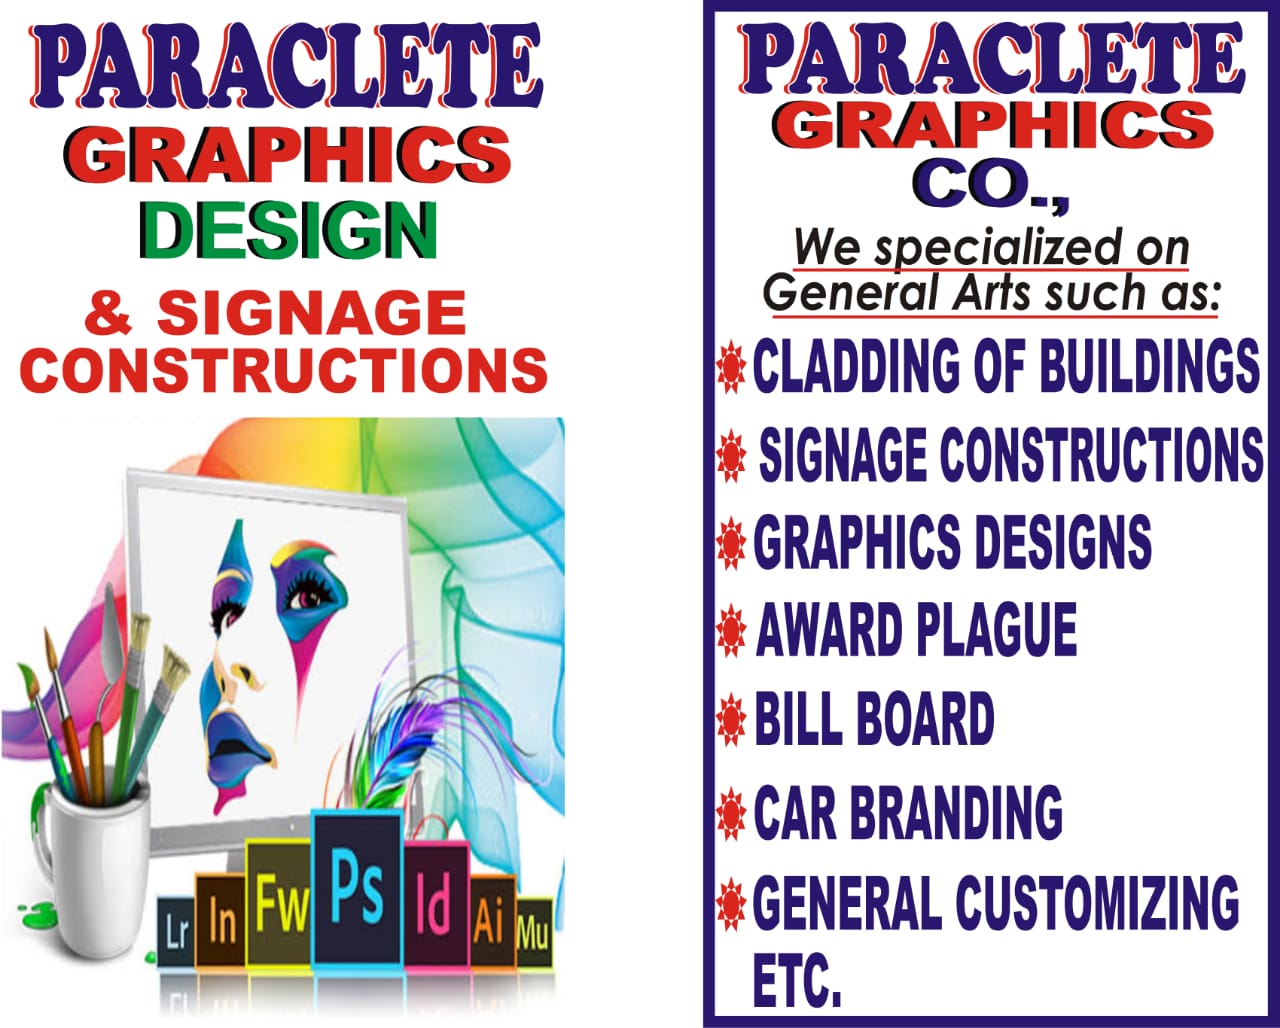 PARACLETE
GRAPHICS
DESIGN
& SIGNAGE
CONSTRUCTIONS
Lr In Fw Ps Id Ai Mu
PARACLETE
GRAPHICS
CO.,
We specialized on
General Arts such as:
CLADDING OF BUILDINGS
SIGNAGE CONSTRUCTIONS
GRAPHICS DESIGNS
AWARD PLAGUE
BILL BOARD
CAR BRANDING
GENERAL CUSTOMIZING
ETC.